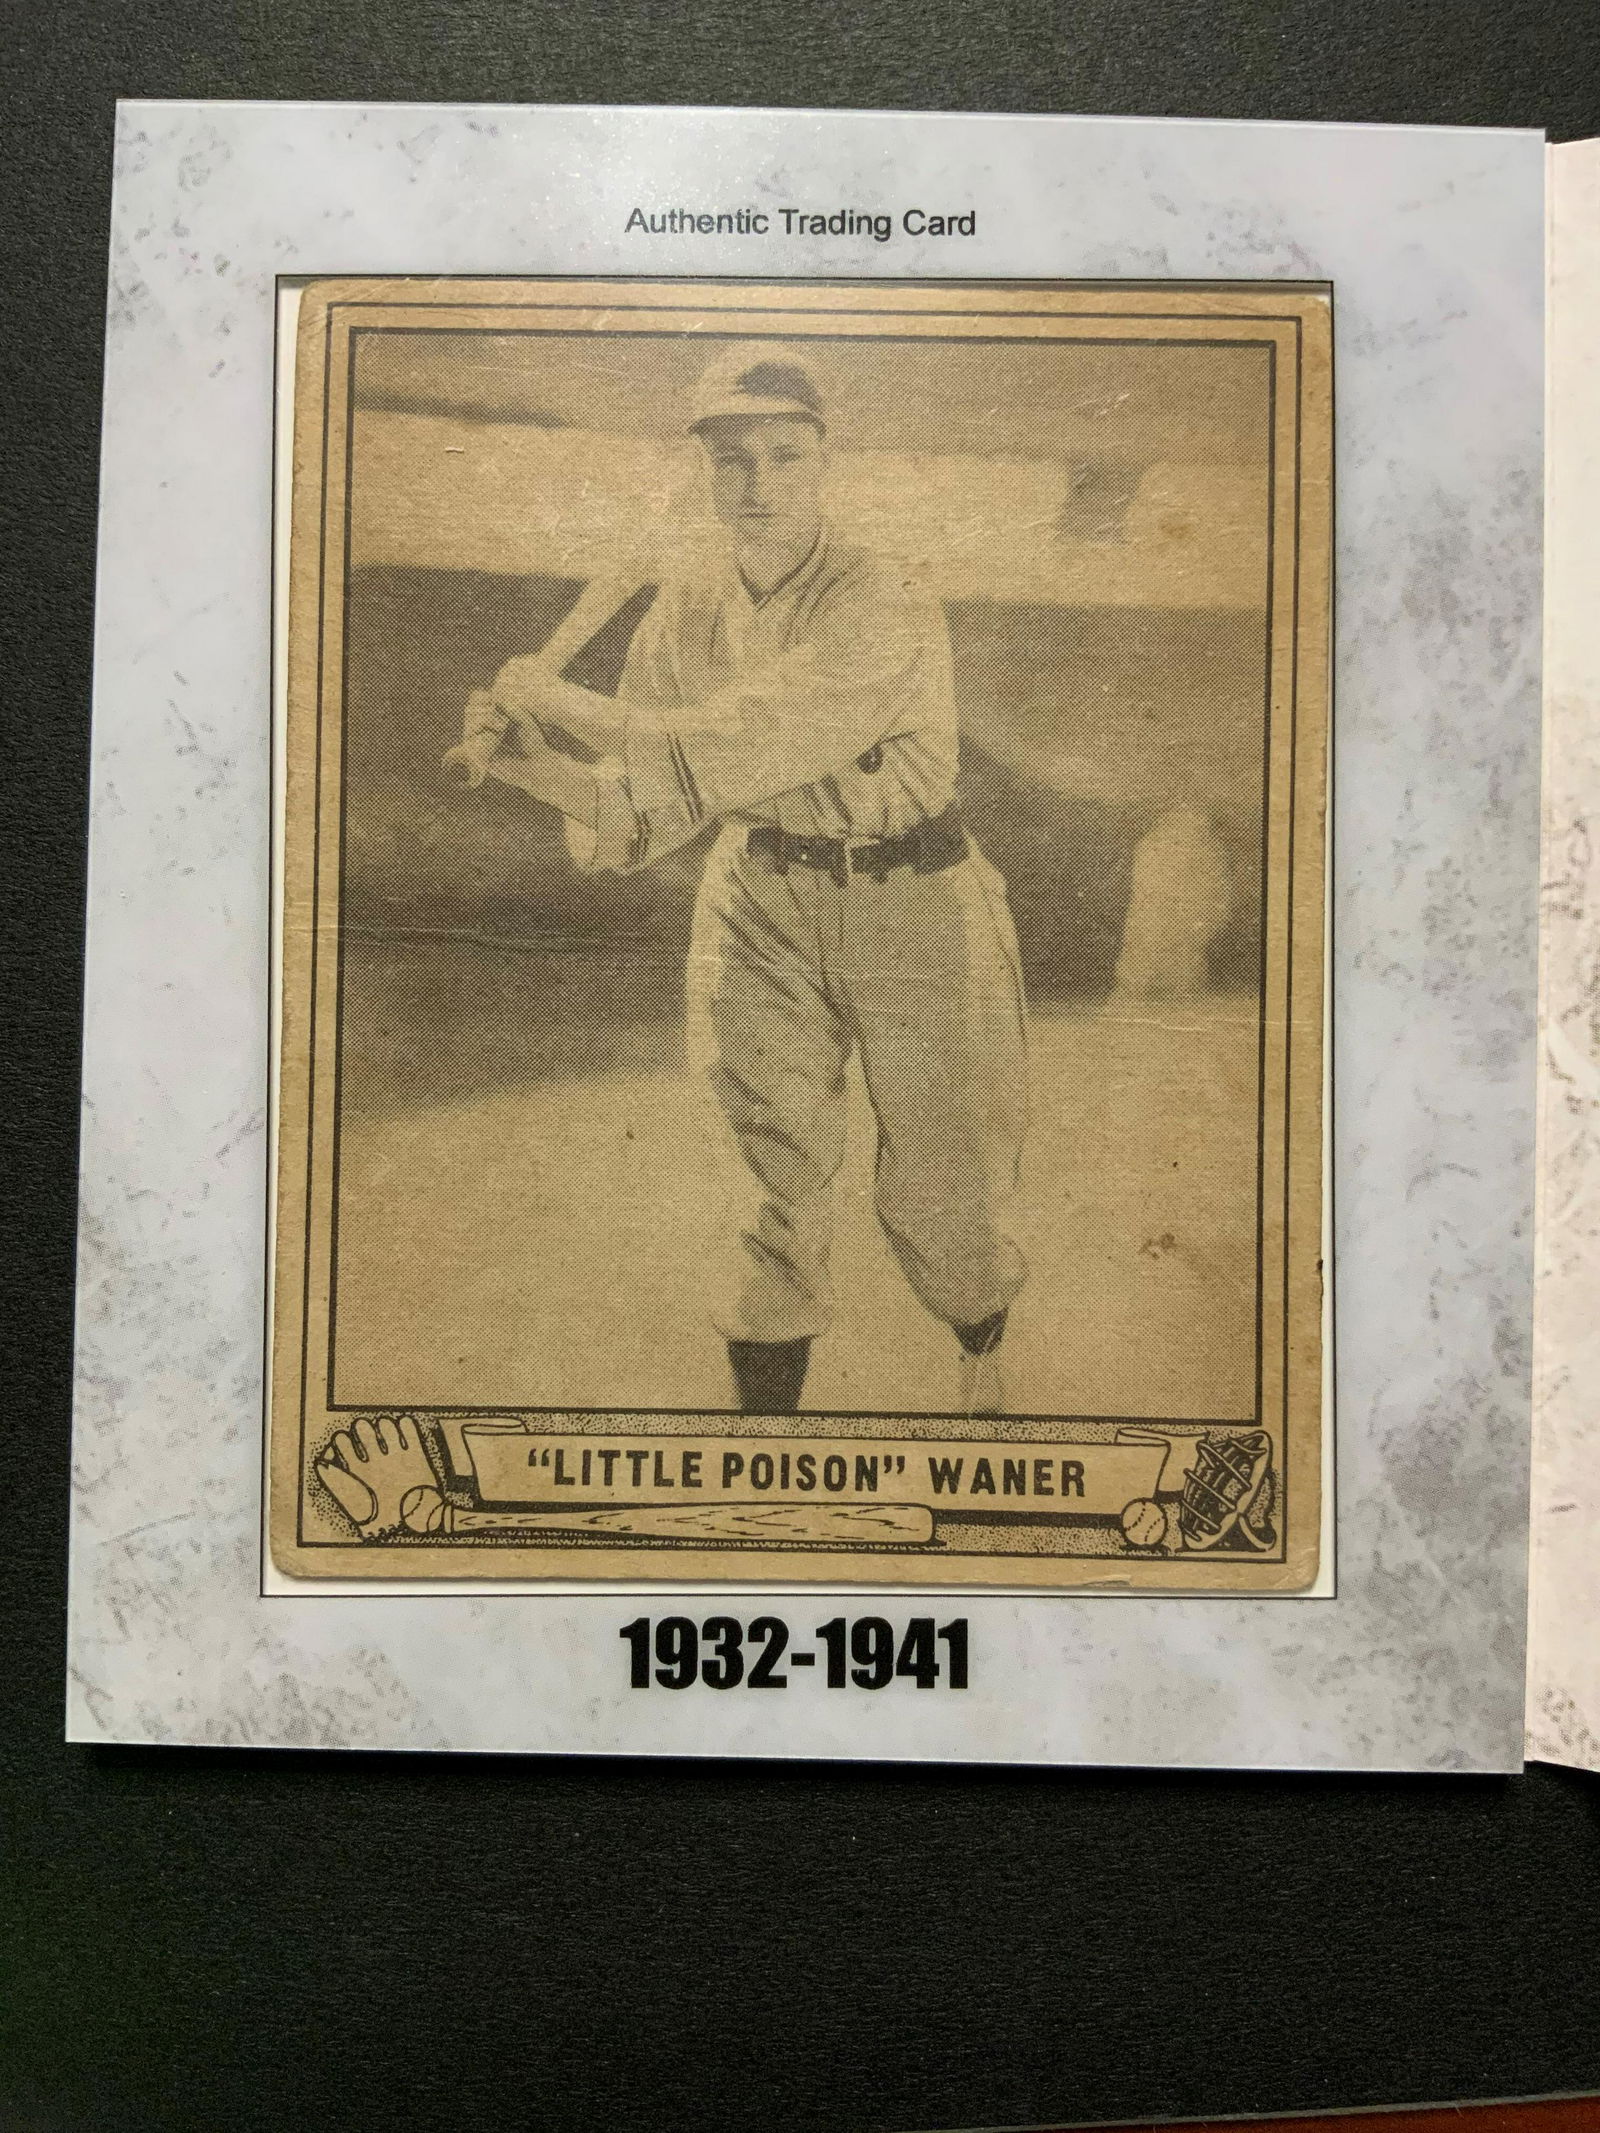 Authentic Trading Card
“LITTLE POISON” WANER
1932-1941